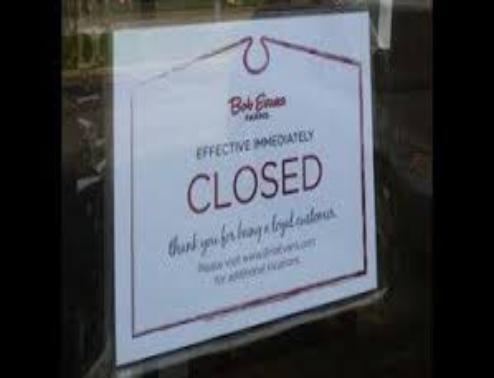 Bob Evans
FARMS
EFFECTIVE IMMEDIATELY
CLOSED
thank you for being a loyal customer.
Please visit www.BobEvans.com
for additional locations.